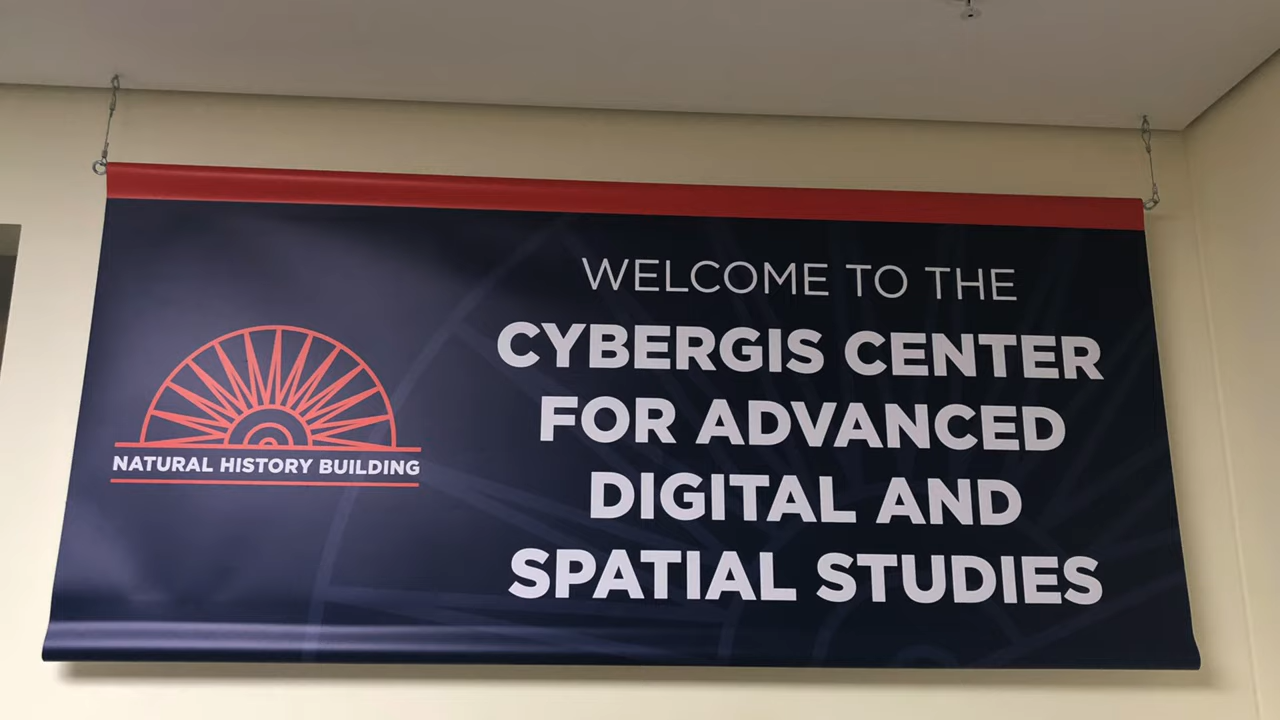 WELCOME TO THE
CYBERGIS CENTER
FOR ADVANCED
DIGITAL AND
SPATIAL STUDIES
NATURAL HISTORY BUILDING